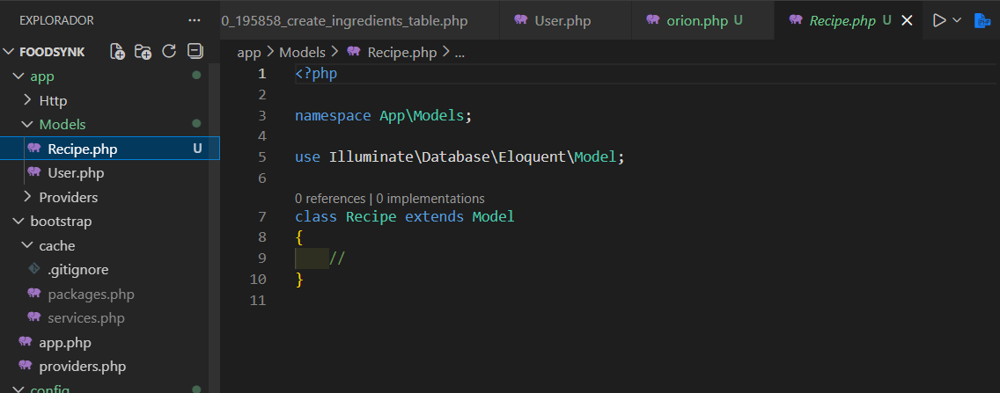 EXPLORADOR ...
0_195858_create_ingredients_table.php User.php orion.php U Recipe.php U
FOODSYNK
app > Models > Recipe.php > ...
app
Http
Models
Recipe.php U
User.php
Providers
bootstrap
cache
.gitignore
packages.php
services.php
app.php
providers.php
config
1 <?php
2
3 namespace App\Models;
4
5 use Illuminate\Database\Eloquent\Model;
6
0 references | 0 implementations
7 class Recipe extends Model
8 {
9 //
10 }
11